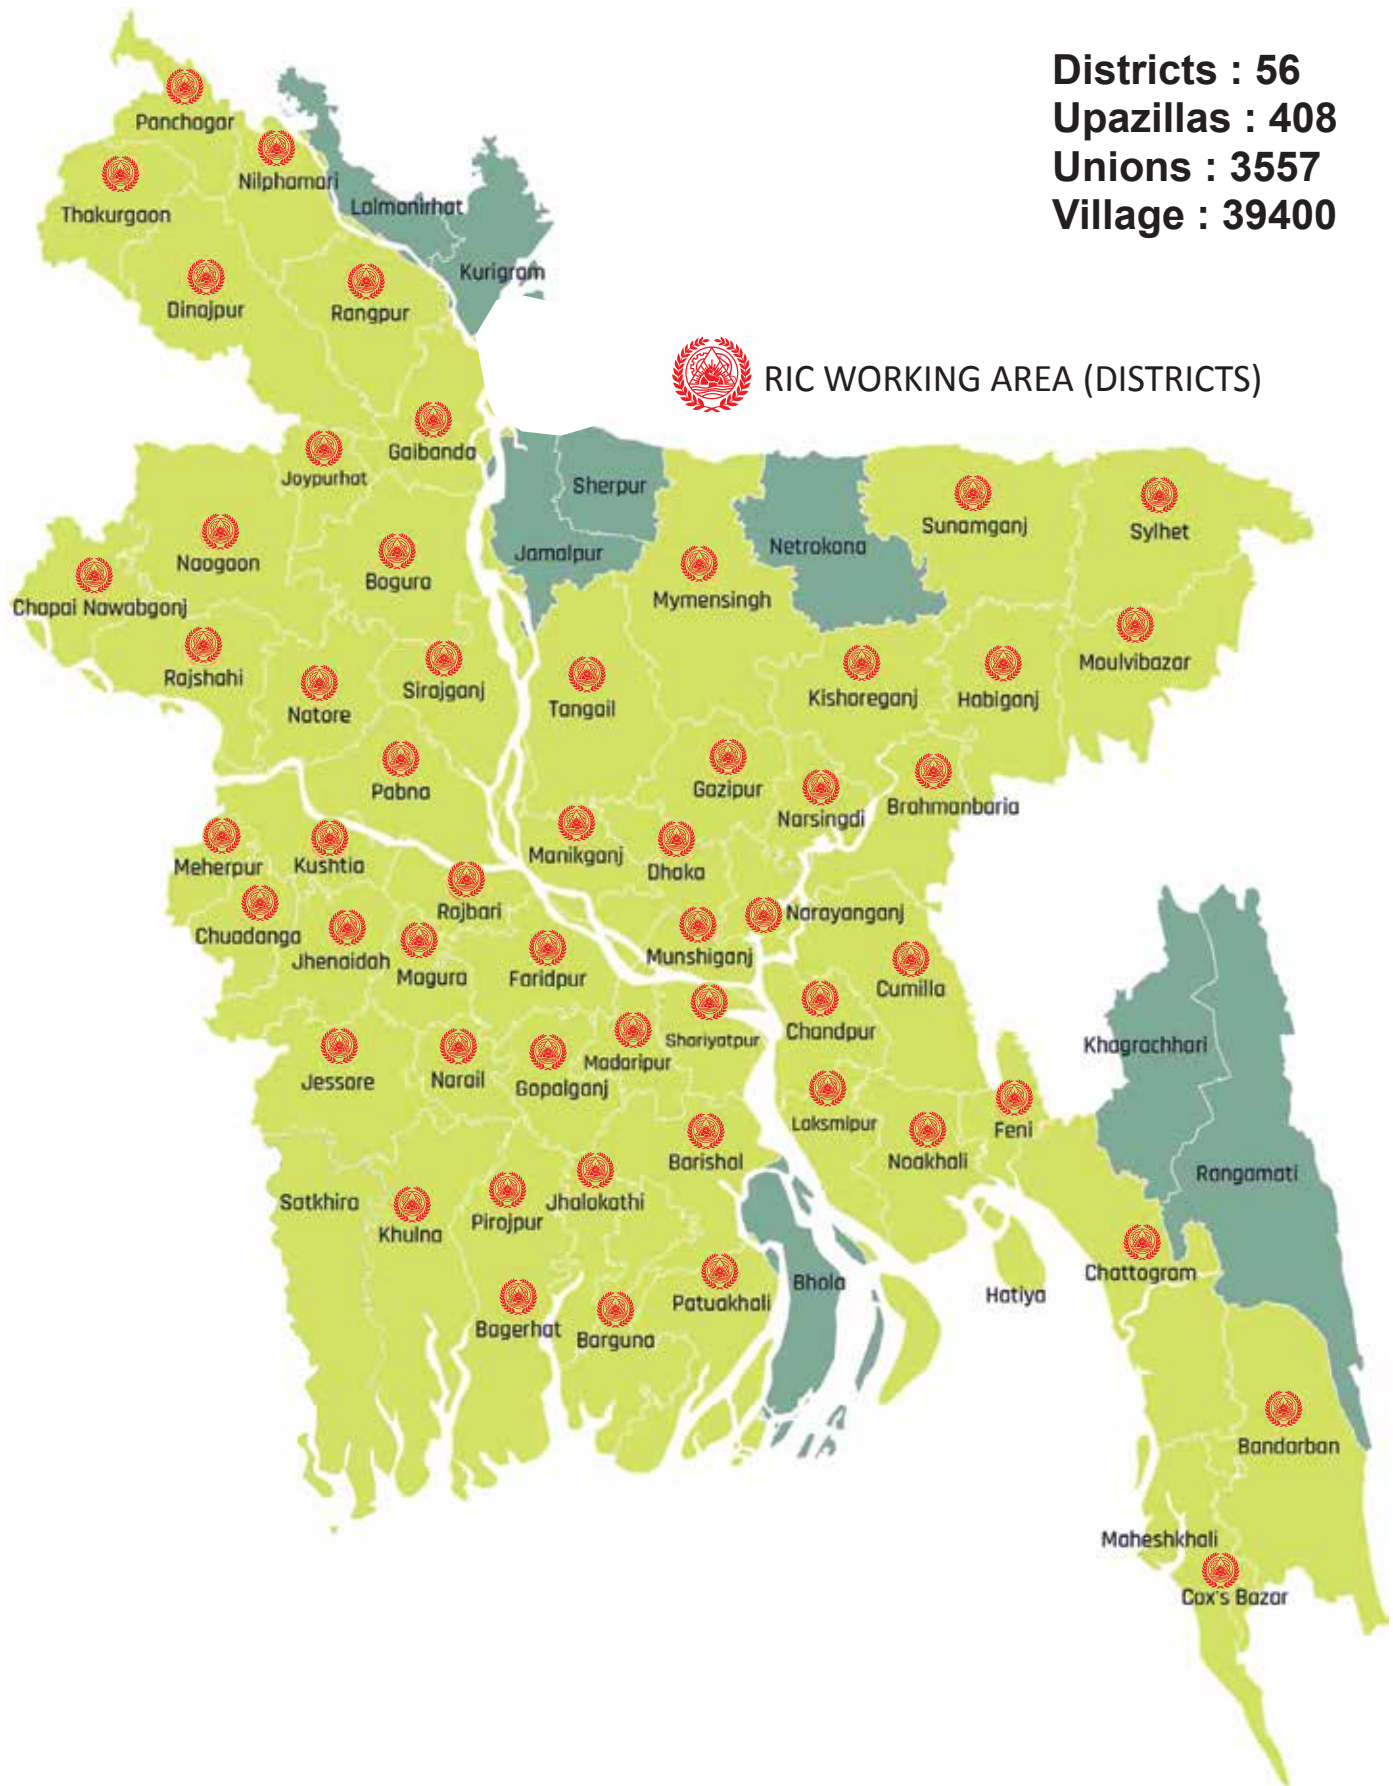 Districts : 56
Upazillas : 408
Unions : 3557
Village : 39400
RIC WORKING AREA (DISTRICTS)
Panchagar
Nilphamari
Thakurgaon
Lalmonirhat
Kurigram
Dinajpur
Rangpur
Gaibanda
Joypurhat
Sherpur
Jamalpur
Netrokona
Sunamganj
Sylhet
Naogaon
Bogura
Mymensingh
Chapai Nawabgonj
Rajshahi
Natore
Sirajganj
Tangail
Kishoreganj
Habiganj
Moulvibazar
Pabna
Gazipur
Narsingdi
Brahmanbaria
Meherpur
Kushtia
Manikganj
Dhaka
Rajbari
Narayanganj
Chuadanga
Jhenaidah
Magura
Faridpur
Munshiganj
Cumilla
Shariyatpur
Chandpur
Khagrachhari
Jessore
Narail
Gopalganj
Madaripur
Laksmipur
Noakhali
Feni
Barishal
Rangamati
Satkhira
Khulna
Pirojpur
Jhalokathi
Bhola
Hatiya
Chattogram
Patuakhali
Bagerhat
Barguna
Bandarban
Maheshkhali
Cox's Bazar